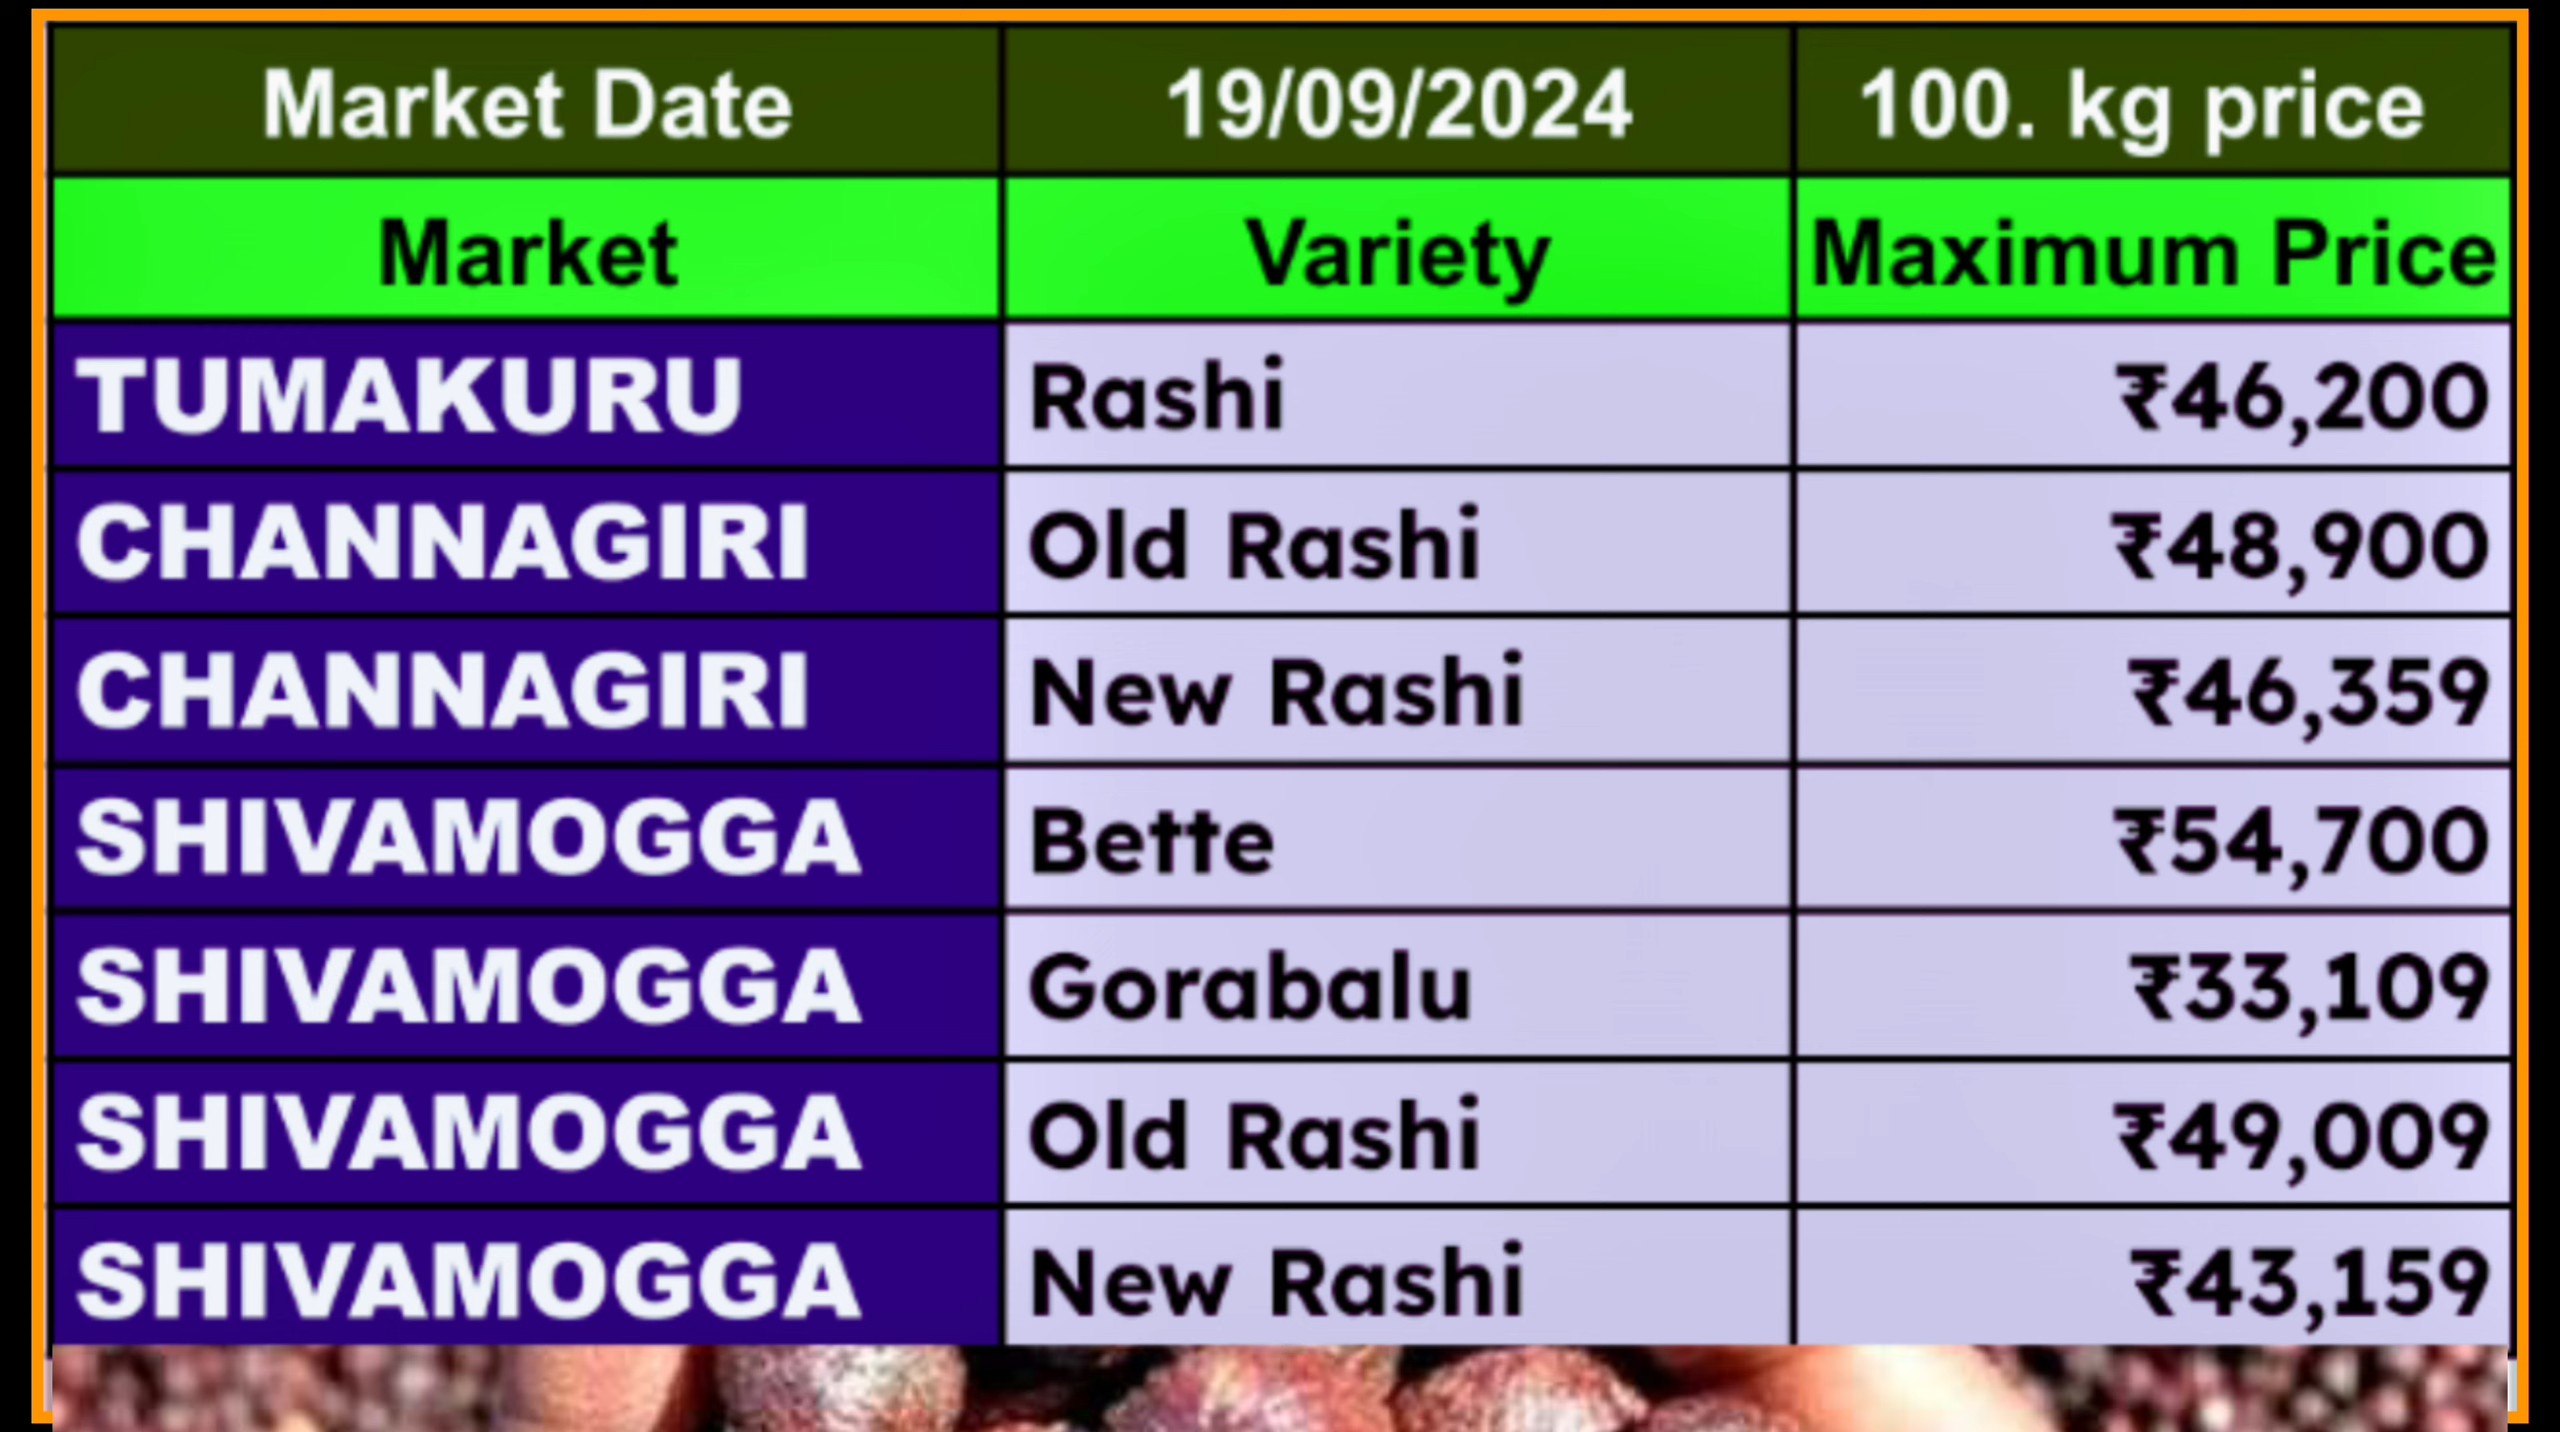 Market Date 19/09/2024 100. kg price
Market Variety Maximum Price
TUMAKURU Rashi ₹46,200
CHANNAGIRI Old Rashi ₹48,900
CHANNAGIRI New Rashi ₹46,359
SHIVAMOGGA Bette ₹54,700
SHIVAMOGGA Gorabalu ₹33,109
SHIVAMOGGA Old Rashi ₹49,009
SHIVAMOGGA New Rashi ₹43,159